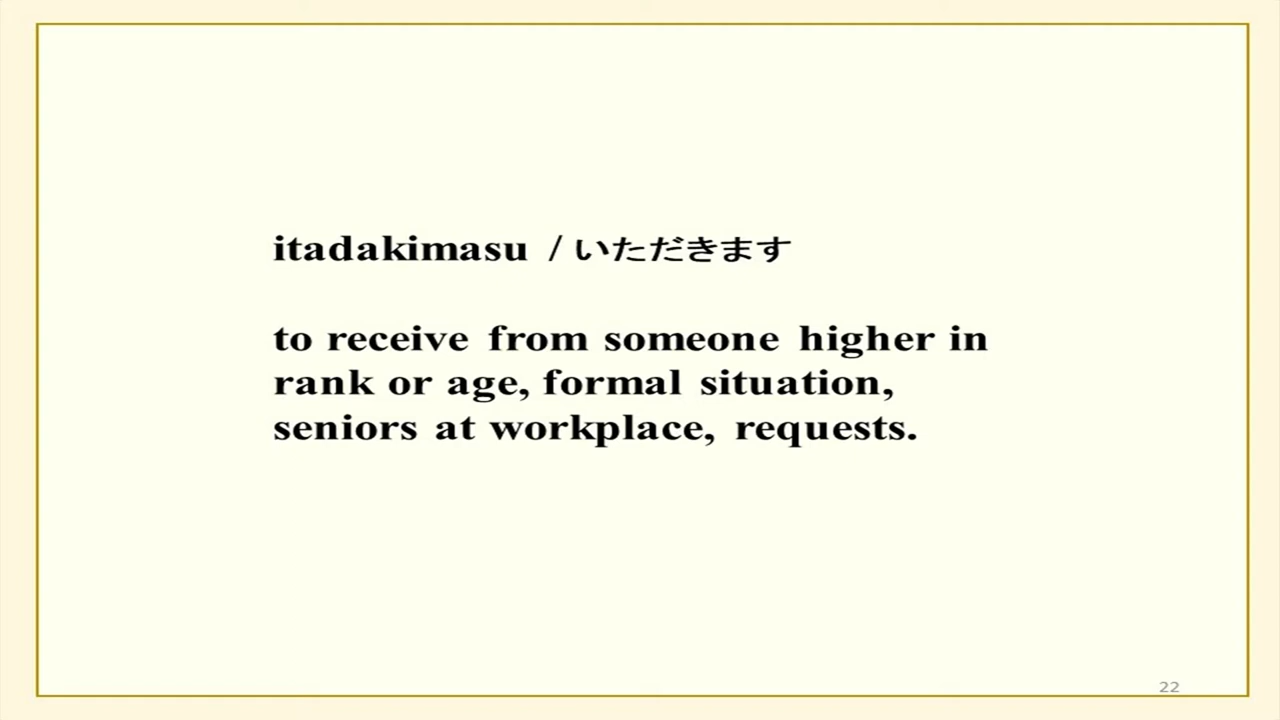 itadakimasu / いただきます
to receive from someone higher in
rank or age, formal situation,
seniors at workplace, requests.
22